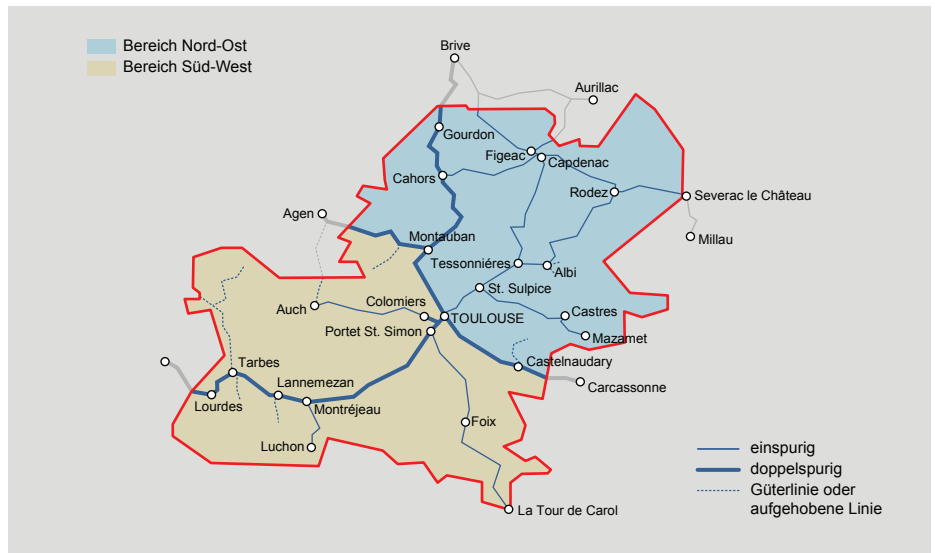 Bereich Nord-Ost
Bereich Süd-West
Brive
Aurillac
Gourdon
Figeac
Capdenac
Cahors
Rodez
Severac le Château
Agen
Millau
Montauban
Tessonniéres
Albi
St. Sulpice
Auch
Colomiers
TOULOUSE
Castres
Portet St. Simon
Mazamet
Tarbes
Castelnaudary
Lannemezan
Carcassonne
Lourdes
Montréjeau
Foix
Luchon
La Tour de Carol
einspurig
doppelspurig
Güterlinie oder
aufgehobene Linie